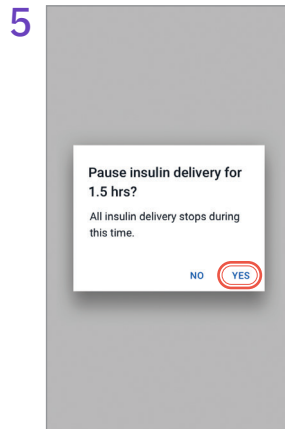 5
Pause insulin delivery for
1.5 hrs?
All insulin delivery stops during
this time.
NO YES